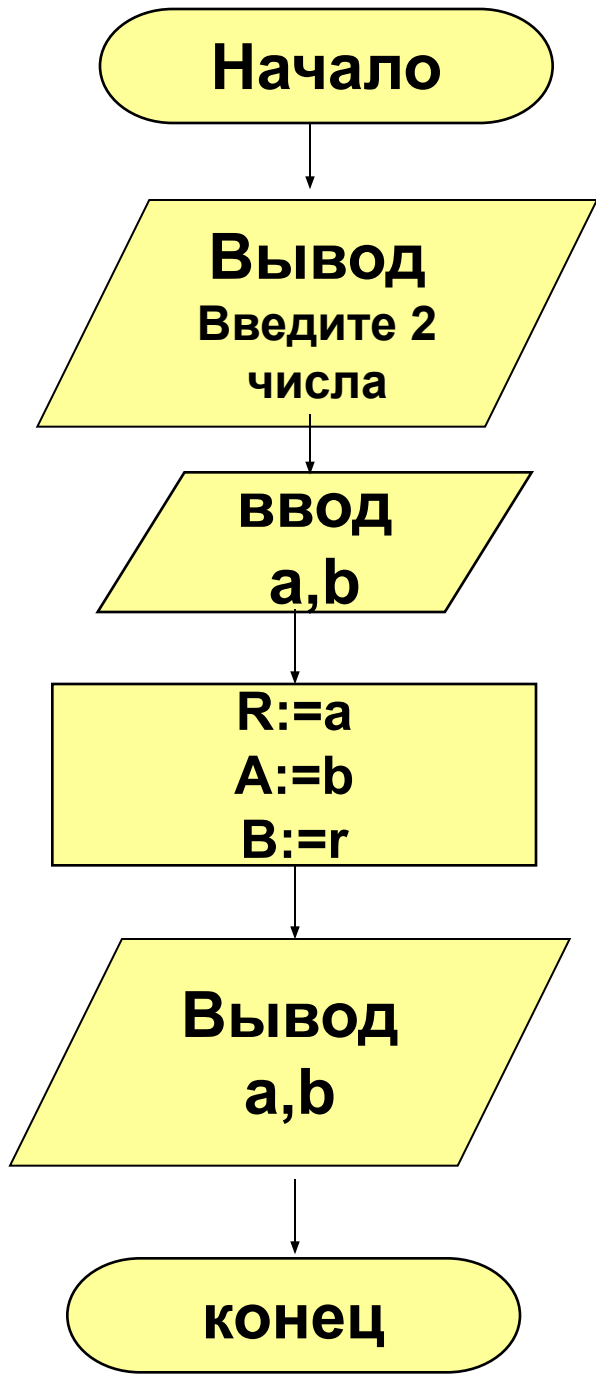 Начало
Вывод
Введите 2
числа
ввод
a,b
R:=a
A:=b
B:=r
Вывод
a,b
конец